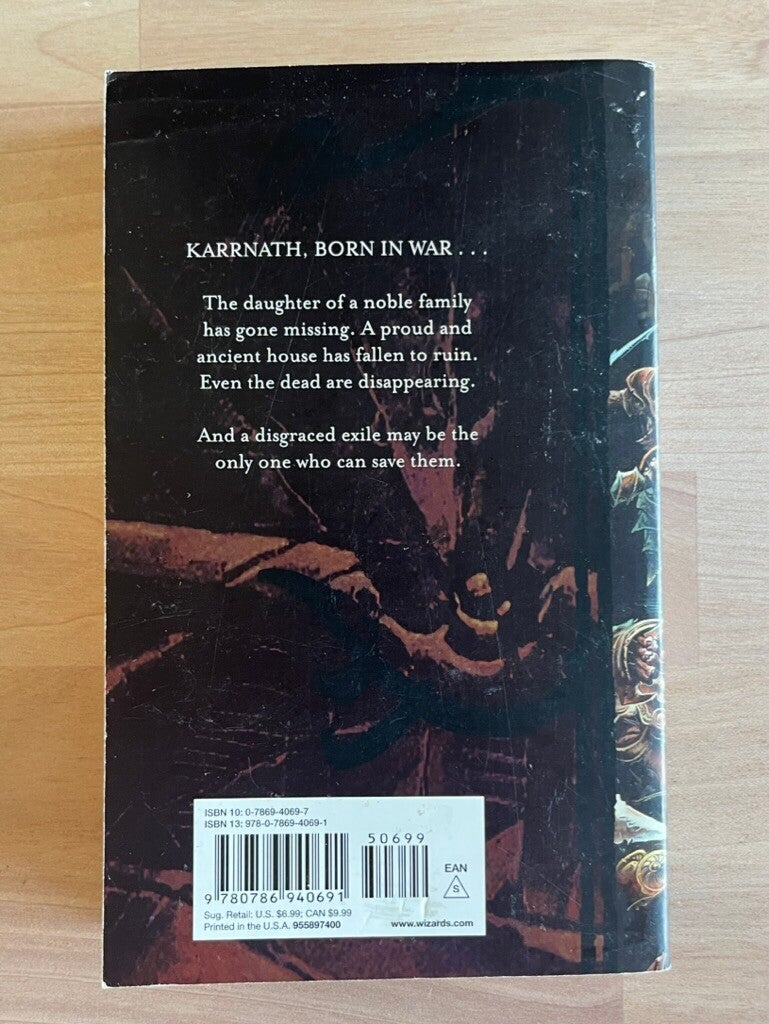 KARRNATH, BORN IN WAR . . .
The daughter of a noble family
has gone missing. A proud and
ancient house has fallen to ruin.
Even the dead are disappearing.
And a disgraced exile may be the
only one who can save them.
ISBN 10: 0-7869-4069-7
ISBN 13: 978-0-7869-4069-1
50699
EAN
S
9 780786 940691
Sug. Retail: U.S. $6.99; CAN $9.99
Printed in the U.S.A. 955897400
www.wizards.com